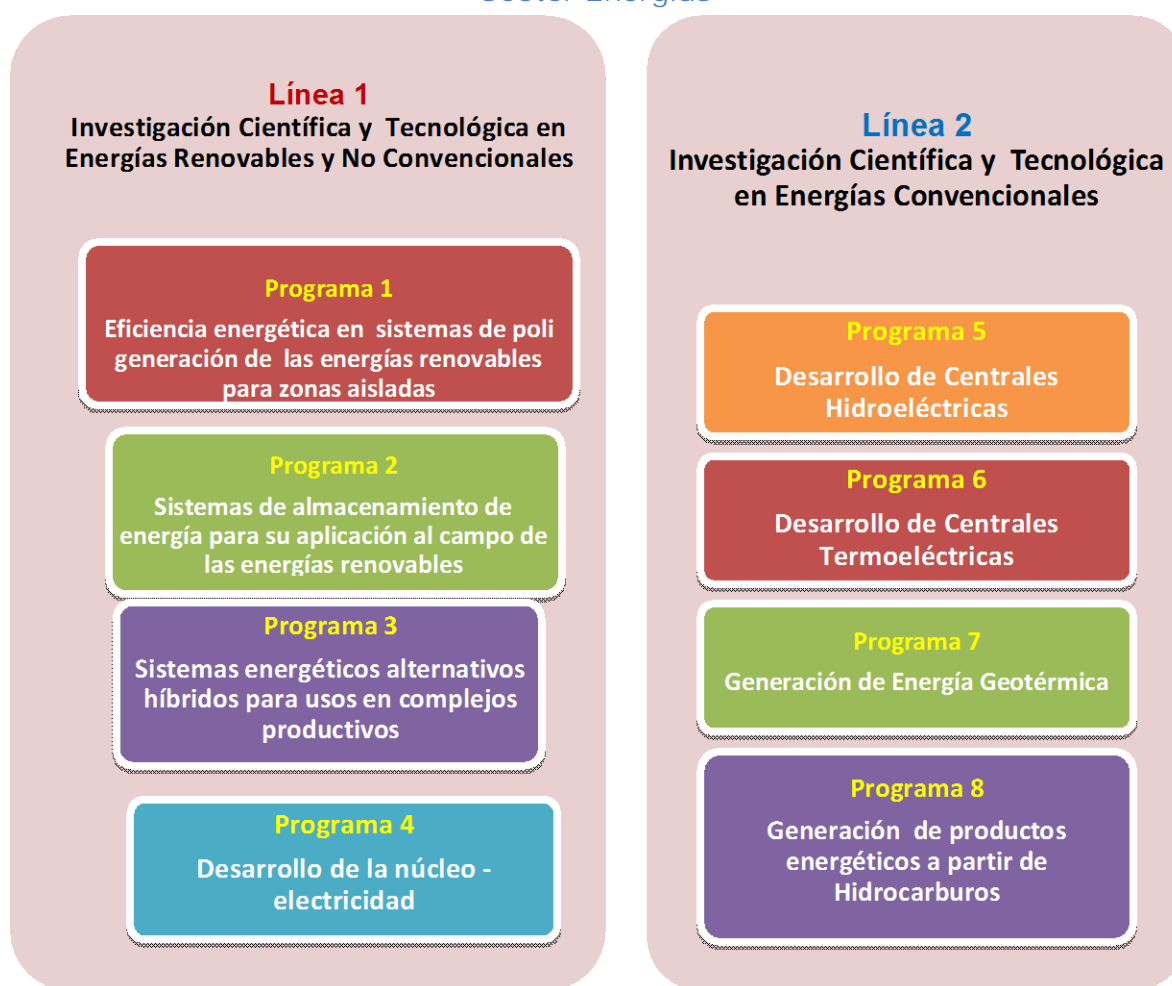 Sector Energías
Línea 1
Investigación Científica y Tecnológica en
Energías Renovables y No Convencionales
Programa 1
Eficiencia energética en sistemas de poli
generación de las energías renovables
para zonas aisladas
Programa 2
Sistemas de almacenamiento de
energía para su aplicación al campo de
las energías renovables
Programa 3
Sistemas energéticos alternativos
híbridos para usos en complejos
productivos
Programa 4
Desarrollo de la núcleo -
electricidad
Línea 2
Investigación Científica y Tecnológica
en Energías Convencionales
Programa 5
Desarrollo de Centrales
Hidroeléctricas
Programa 6
Desarrollo de Centrales
Termoeléctricas
Programa 7
Generación de Energía Geotérmica
Programa 8
Generación de productos
energéticos a partir de
Hidrocarburos